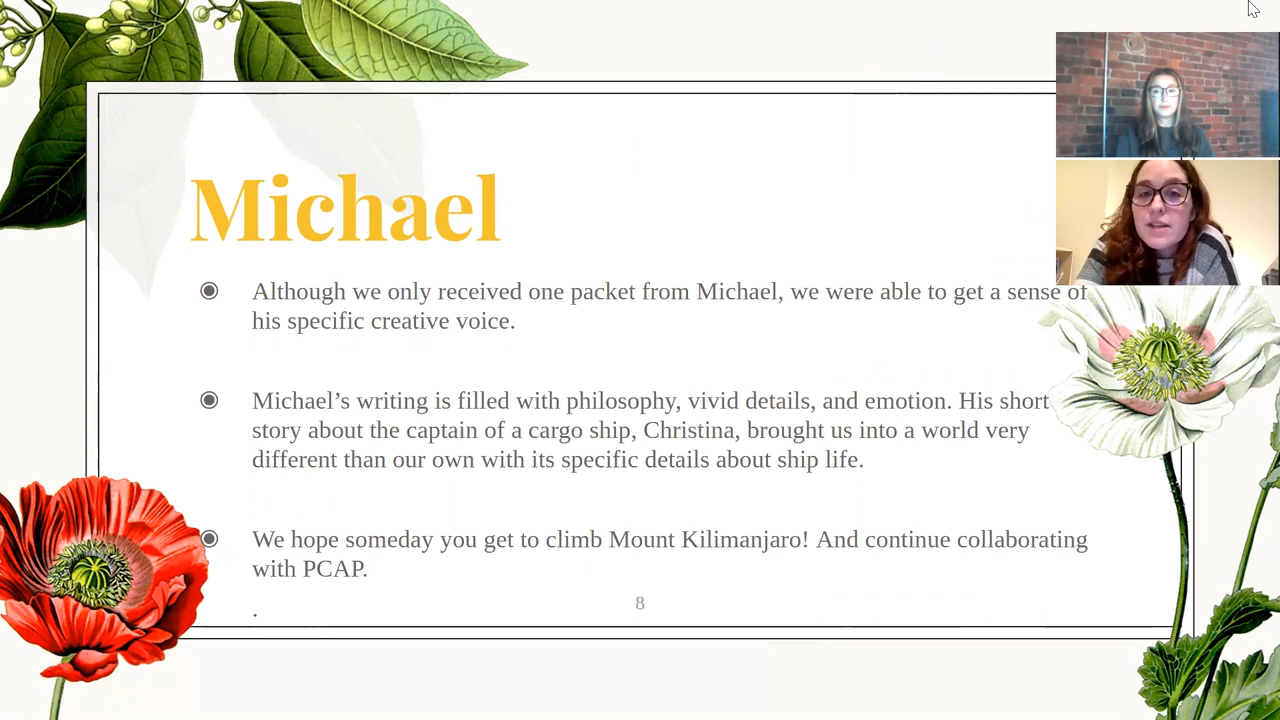 Michael
Although we only received one packet from Michael, we were able to get a sense of
his specific creative voice.
Michael’s writing is filled with philosophy, vivid details, and emotion. His short
story about the captain of a cargo ship, Christina, brought us into a world very
different than our own with its specific details about ship life.
We hope someday you get to climb Mount Kilimanjaro! And continue collaborating
with PCAP.
.
8